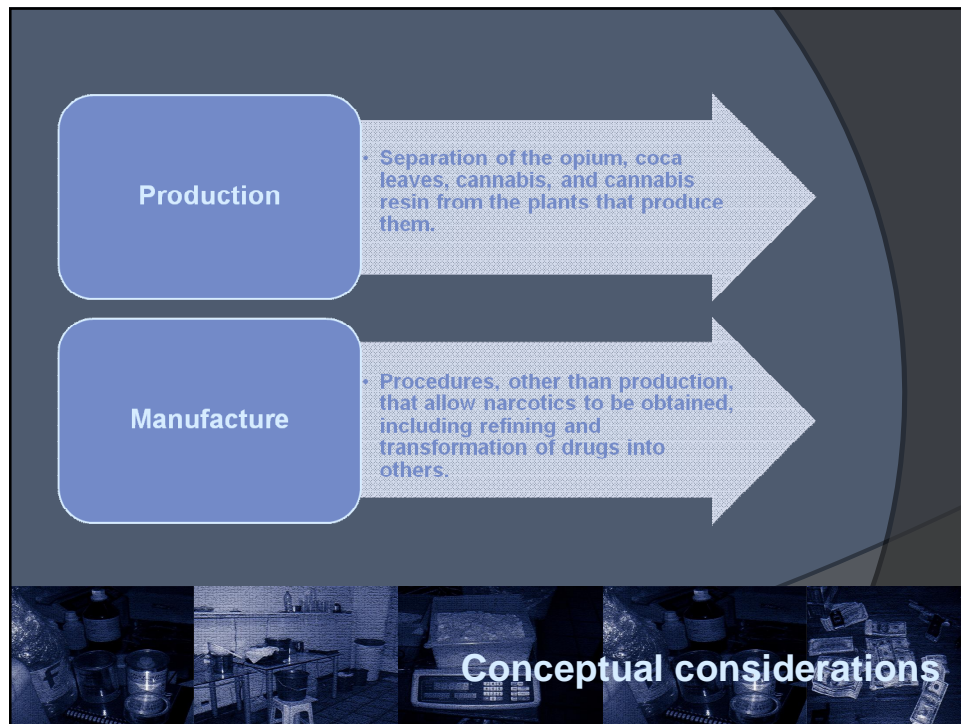 Production
• Separation of the opium, coca
leaves, cannabis, and cannabis
resin from the plants that produce
them.
Manufacture
• Procedures, other than production,
that allow narcotics to be obtained,
including refining and
transformation of drugs into
others.
Conceptual considerations